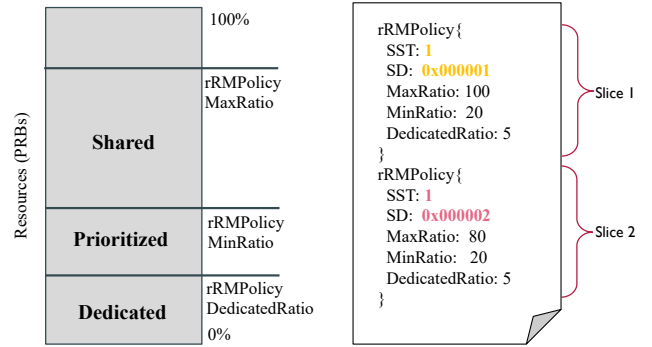 100%
rRMPolicy
MaxRatio
Shared
Resources (PRBs)
rRMPolicy
MinRatio
Prioritized
rRMPolicy
DedicatedRatio
Dedicated
0%
rRMPolicy{
SST: 1
SD: 0x000001
MaxRatio: 100
MinRatio: 20
DedicatedRatio: 5
}
Slice 1
rRMPolicy{
SST: 1
SD: 0x000002
MaxRatio: 80
MinRatio: 20
DedicatedRatio: 5
}
Slice 2